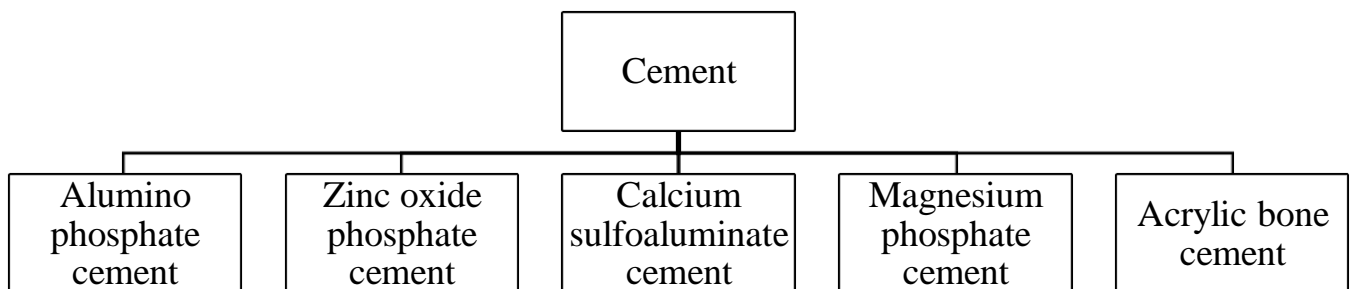 Cement
Alumino
phosphate
cement
Zinc oxide
phosphate
cement
Calcium
sulfoaluminate
cement
Magnesium
phosphate
cement
Acrylic bone
cement